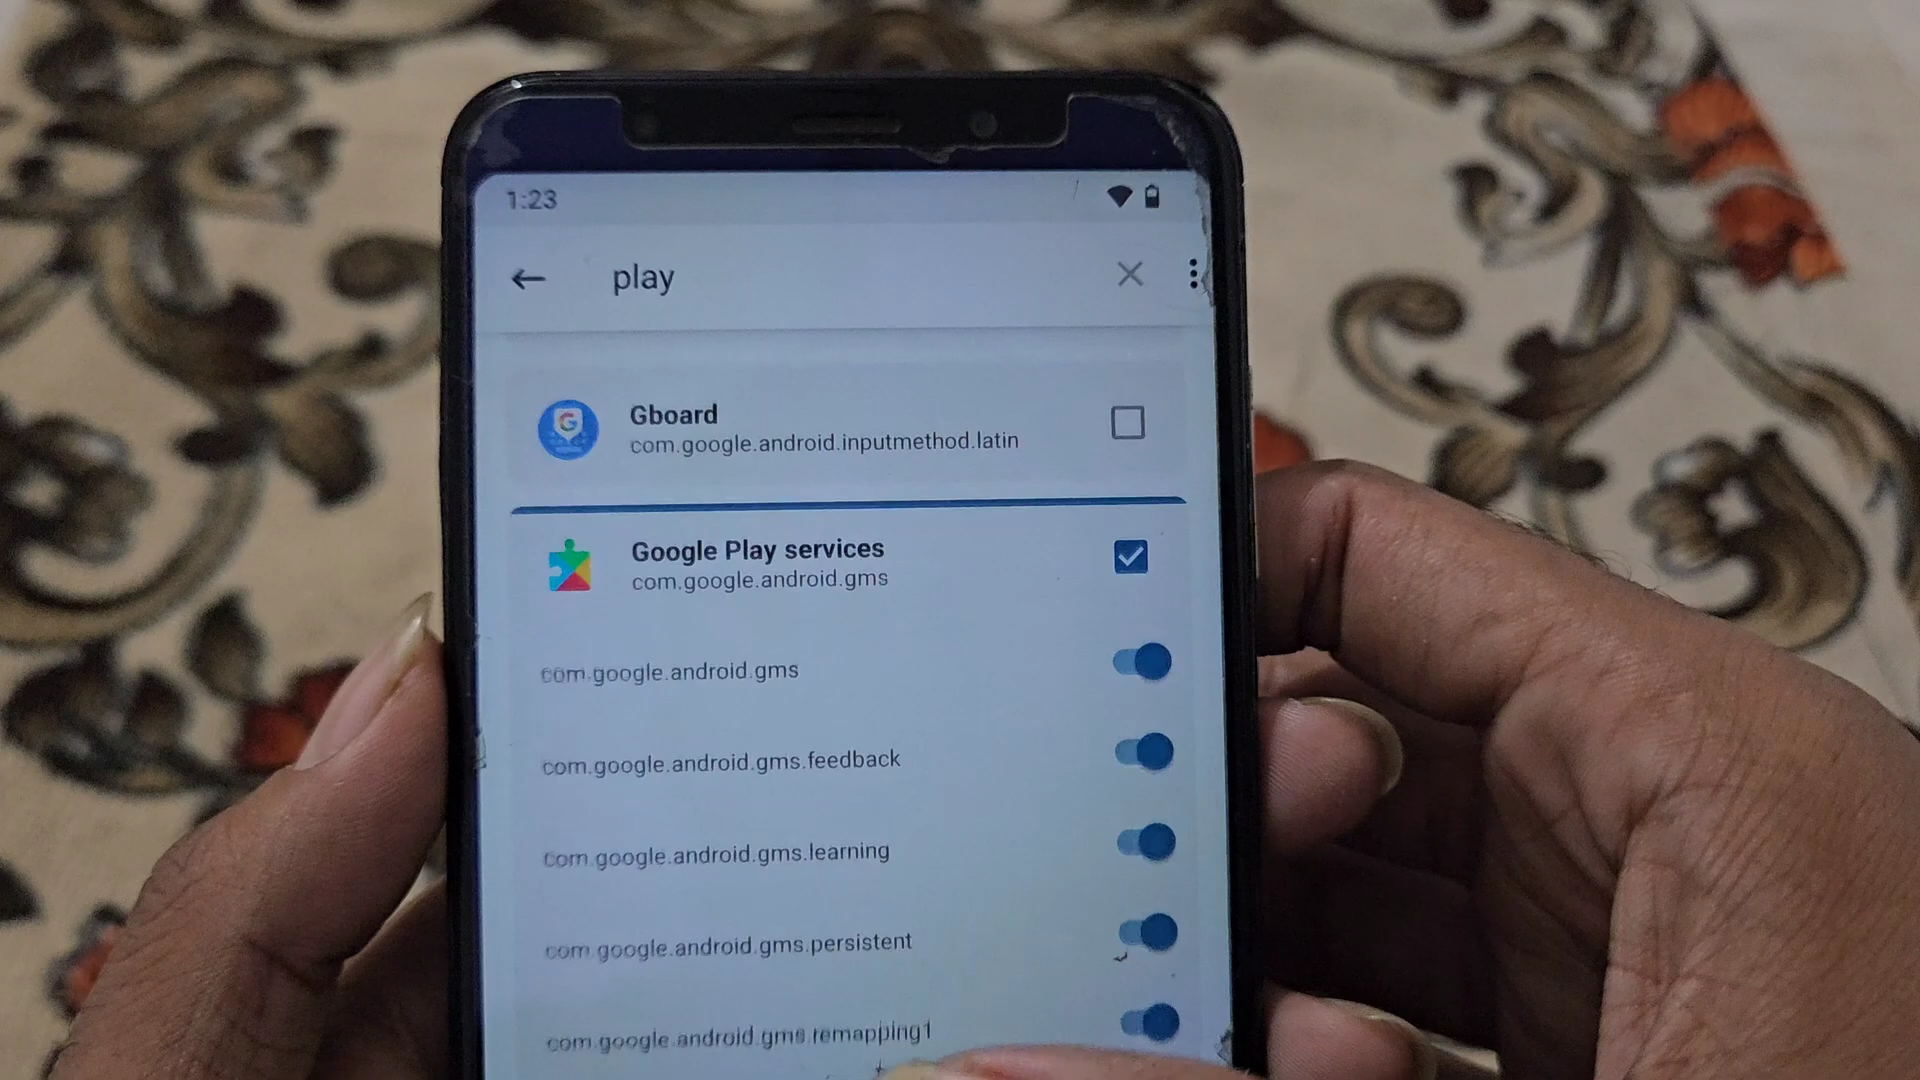 1:23
play
Gboard
com.google.android.inputmethod.latin
Google Play services
com.google.android.gms
com.google.android.gms
com.google.android.gms.feedback
com.google.android.gms.learning
com.google.android.gms.persistent
com.google.android.gms.remapping1